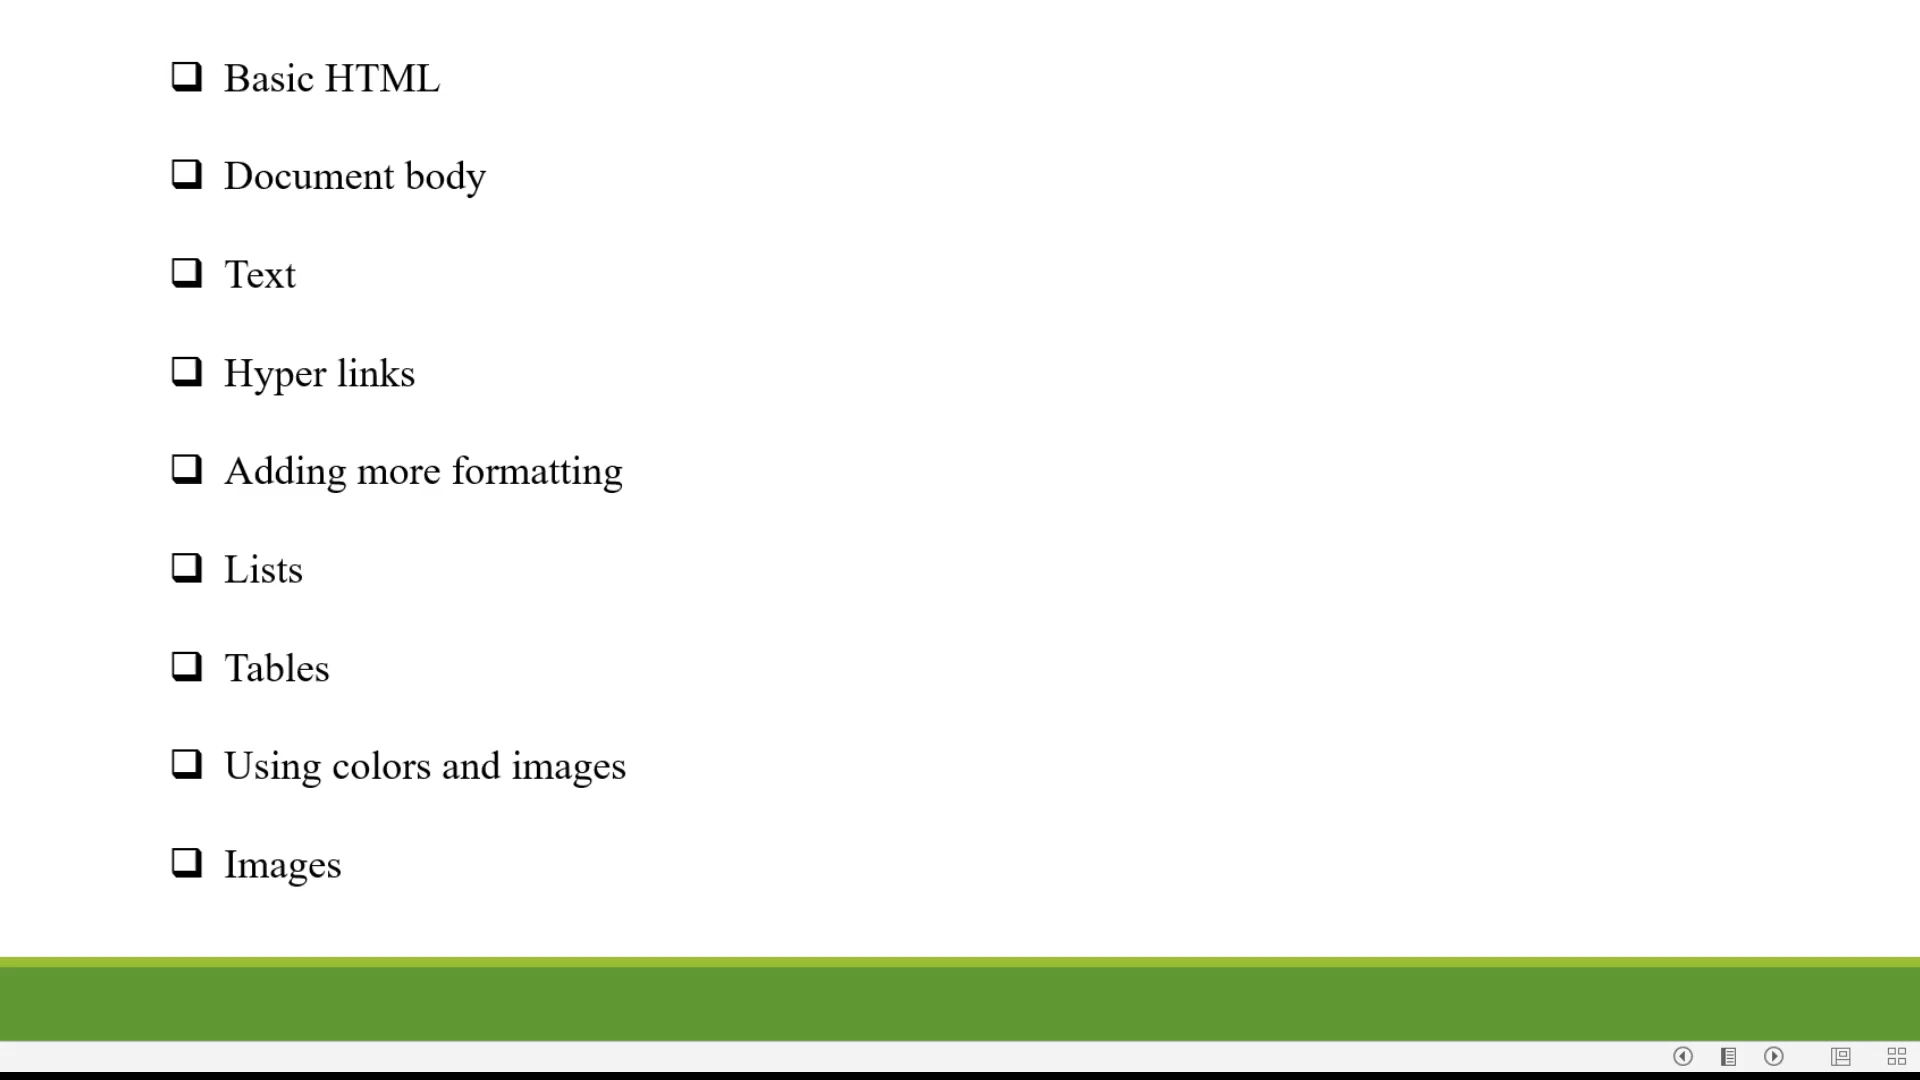 Basic HTML
Document body
Text
Hyper links
Adding more formatting
Lists
Tables
Using colors and images
Images